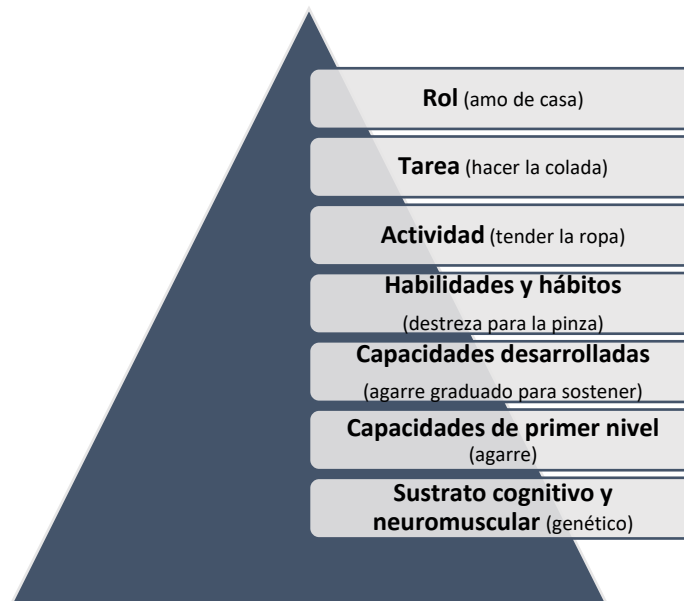 Rol (amo de casa)
Tarea (hacer la colada)
Actividad (tender la ropa)
Habilidades y hábitos
(destreza para la pinza)
Capacidades desarrolladas
(agarre graduado para sostener)
Capacidades de primer nivel
(agarre)
Sustrato cognitivo y
neuromuscular (genético)